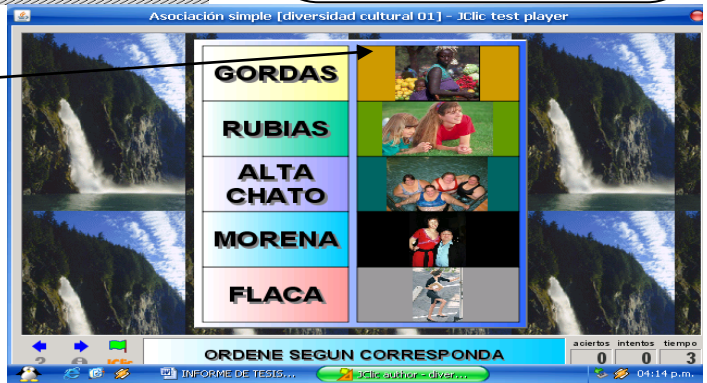 Asociación simple [diversidad cultural 01] - JClic test player
GORDAS
RUBIAS
ALTA
CHATO
MORENA
FLACA
ORDENE SEGUN CORRESPONDA
aciertos intentos tiempo
0 0 3
JClic
INFORME DE TESIS...
JClic author - diver...
04:14 p.m.